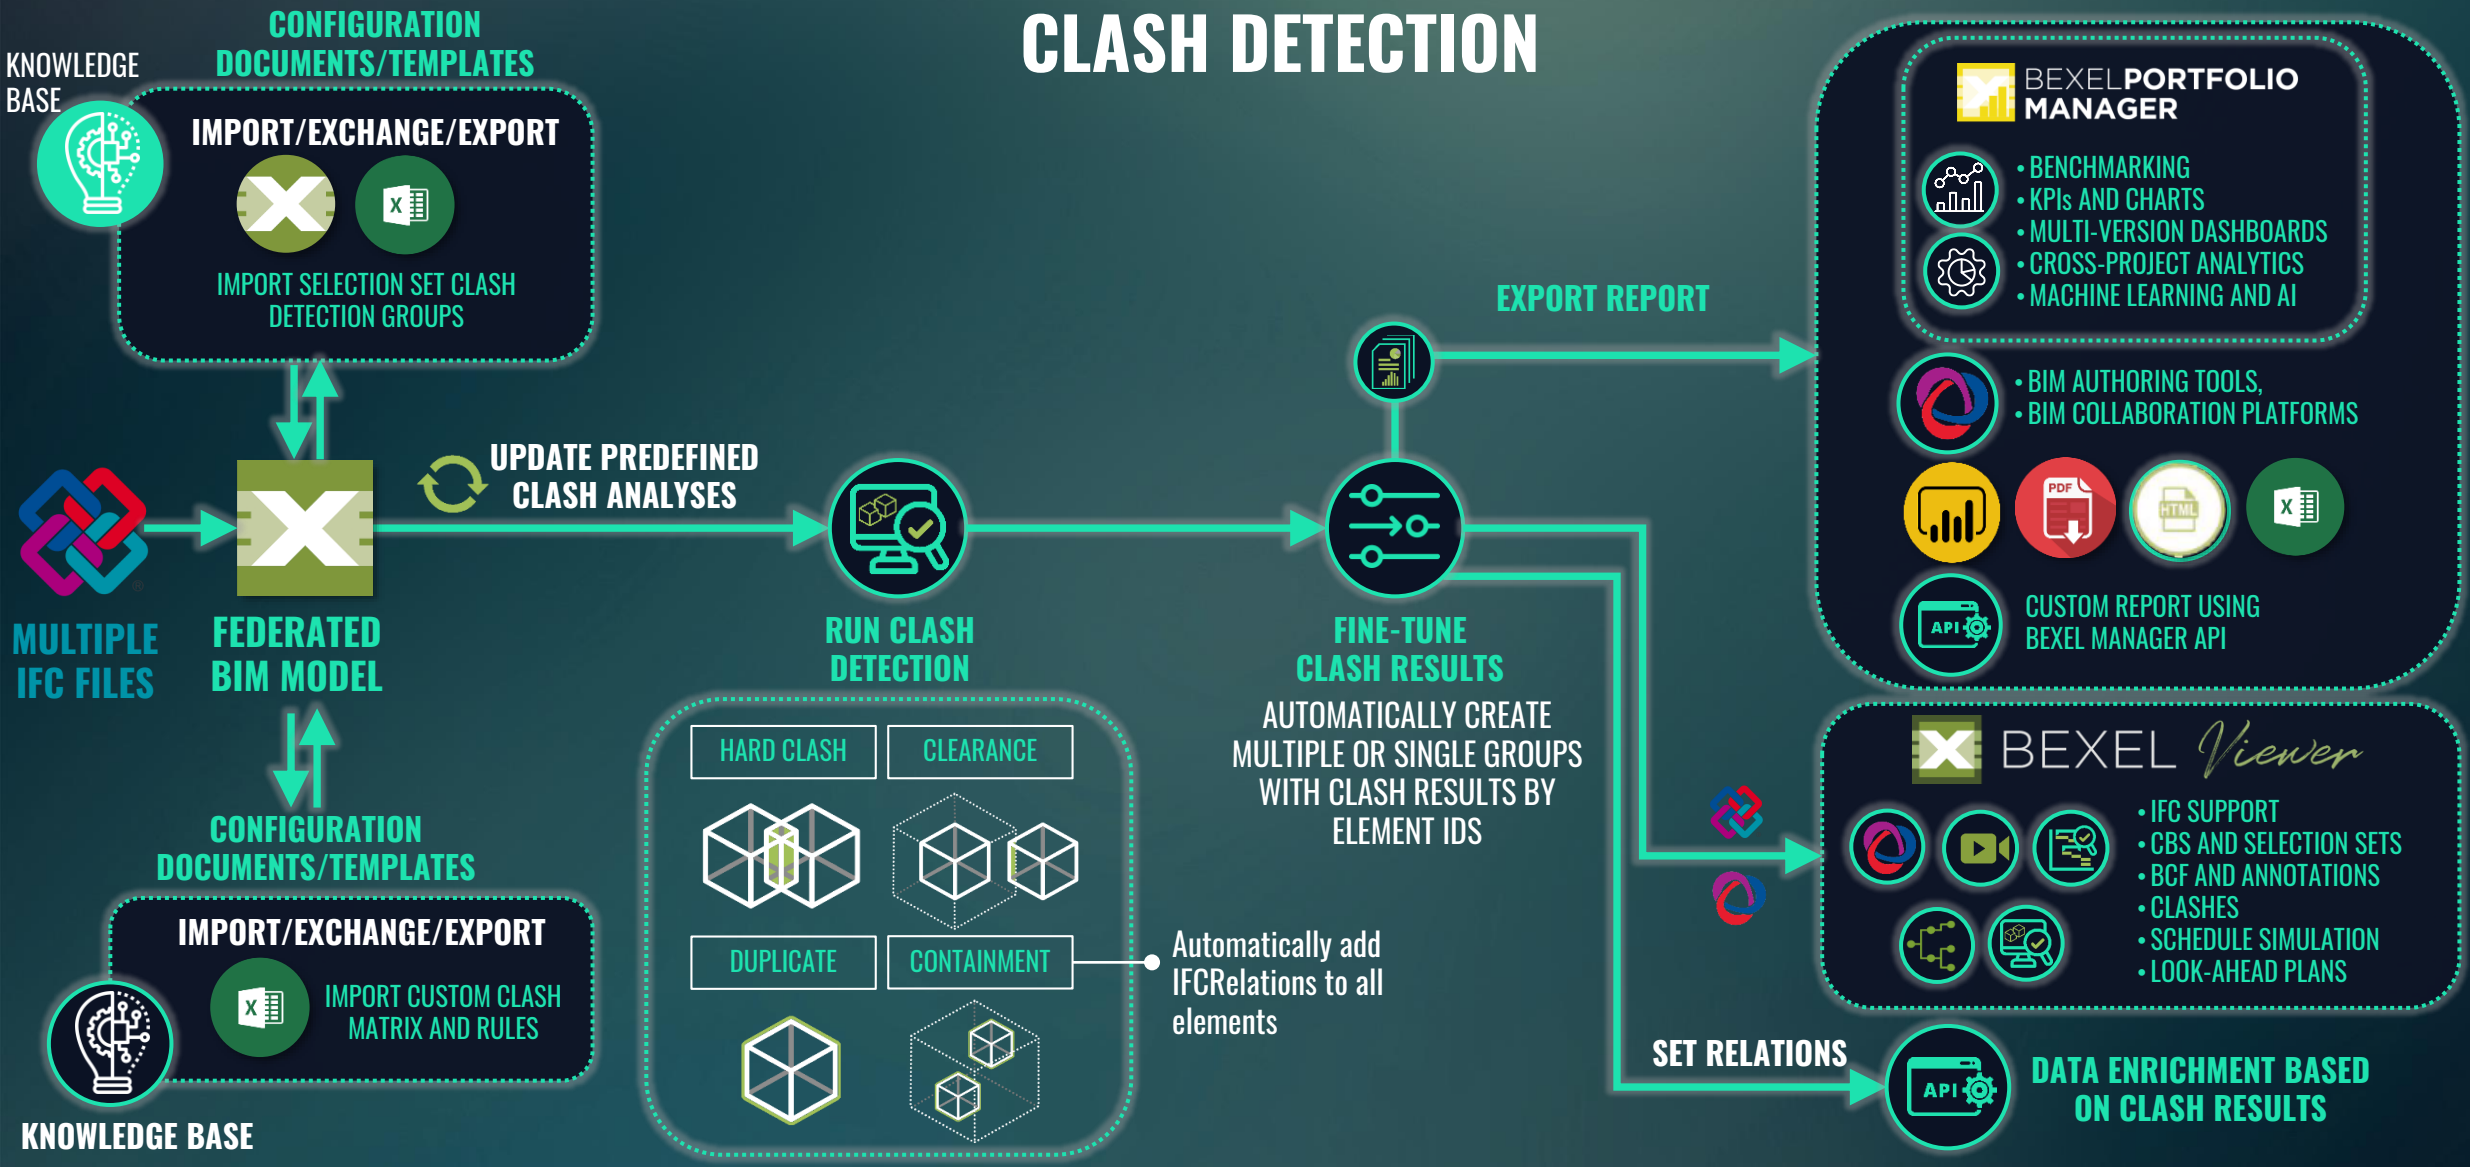 CLASH DETECTION
KNOWLEDGE
BASE
CONFIGURATION
DOCUMENTS/TEMPLATES
IMPORT/EXCHANGE/EXPORT
X
IMPORT SELECTION SET CLASH
DETECTION GROUPS
MULTIPLE
IFC FILES
FEDERATED
BIM MODEL
UPDATE PREDEFINED
CLASH ANALYSES
CONFIGURATION
DOCUMENTS/TEMPLATES
IMPORT/EXCHANGE/EXPORT
X
IMPORT CUSTOM CLASH
MATRIX AND RULES
KNOWLEDGE BASE
RUN CLASH
DETECTION
HARD CLASH
CLEARANCE
DUPLICATE
CONTAINMENT
Automatically add
IFCRelations to all
elements
FINE-TUNE
CLASH RESULTS
AUTOMATICALLY CREATE
MULTIPLE OR SINGLE GROUPS
WITH CLASH RESULTS BY
ELEMENT IDS
EXPORT REPORT
BEXELPORTFOLIO
MANAGER
• BENCHMARKING
• KPIs AND CHARTS
• MULTI-VERSION DASHBOARDS
• CROSS-PROJECT ANALYTICS
• MACHINE LEARNING AND AI
• BIM AUTHORING TOOLS,
• BIM COLLABORATION PLATFORMS
PDF
HTML
X
API
CUSTOM REPORT USING
BEXEL MANAGER API
BEXEL Viewer
• IFC SUPPORT
• CBS AND SELECTION SETS
• BCF AND ANNOTATIONS
• CLASHES
• SCHEDULE SIMULATION
• LOOK-AHEAD PLANS
SET RELATIONS
API
DATA ENRICHMENT BASED
ON CLASH RESULTS